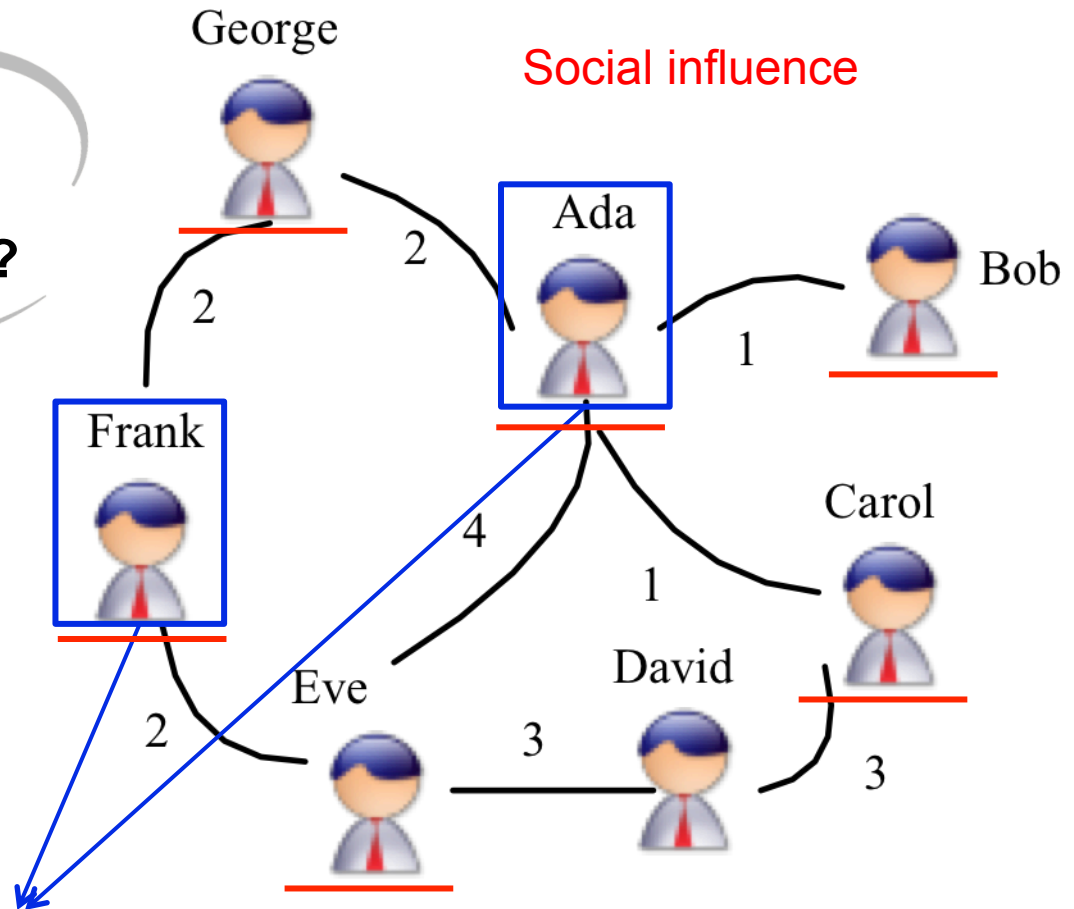 George
Social influence
?
Ada
2
Bob
2
1
Frank
Carol
4
1
David
Eve
2
3
3